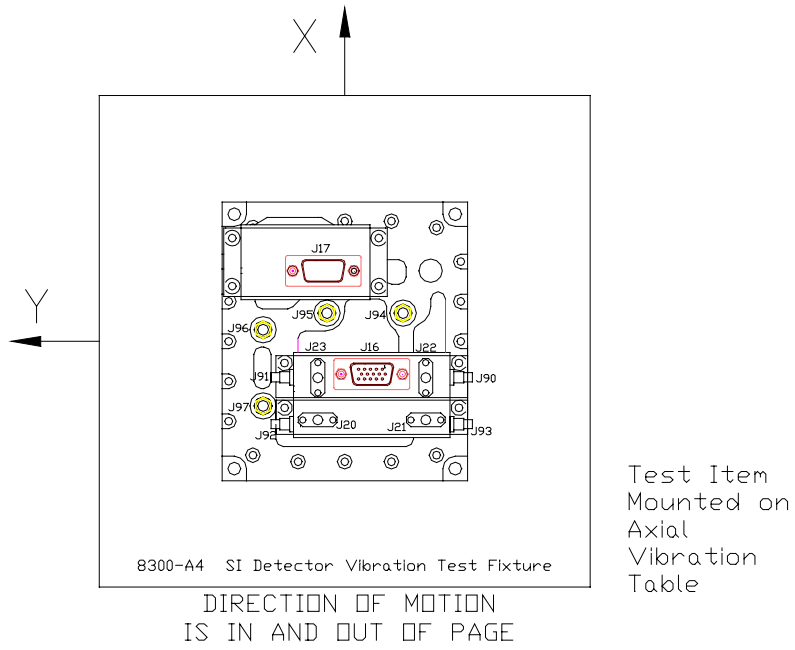 X
Y
J17
J95
J94
J96
J23
J16
J22
J91
J90
J97
J20
J21
J92
J93
Test Item
Mounted on
Axial
Vibration
Table
8300-A4 SI Detector Vibration Test Fixture
DIRECTION OF MOTION
IS IN AND OUT OF PAGE